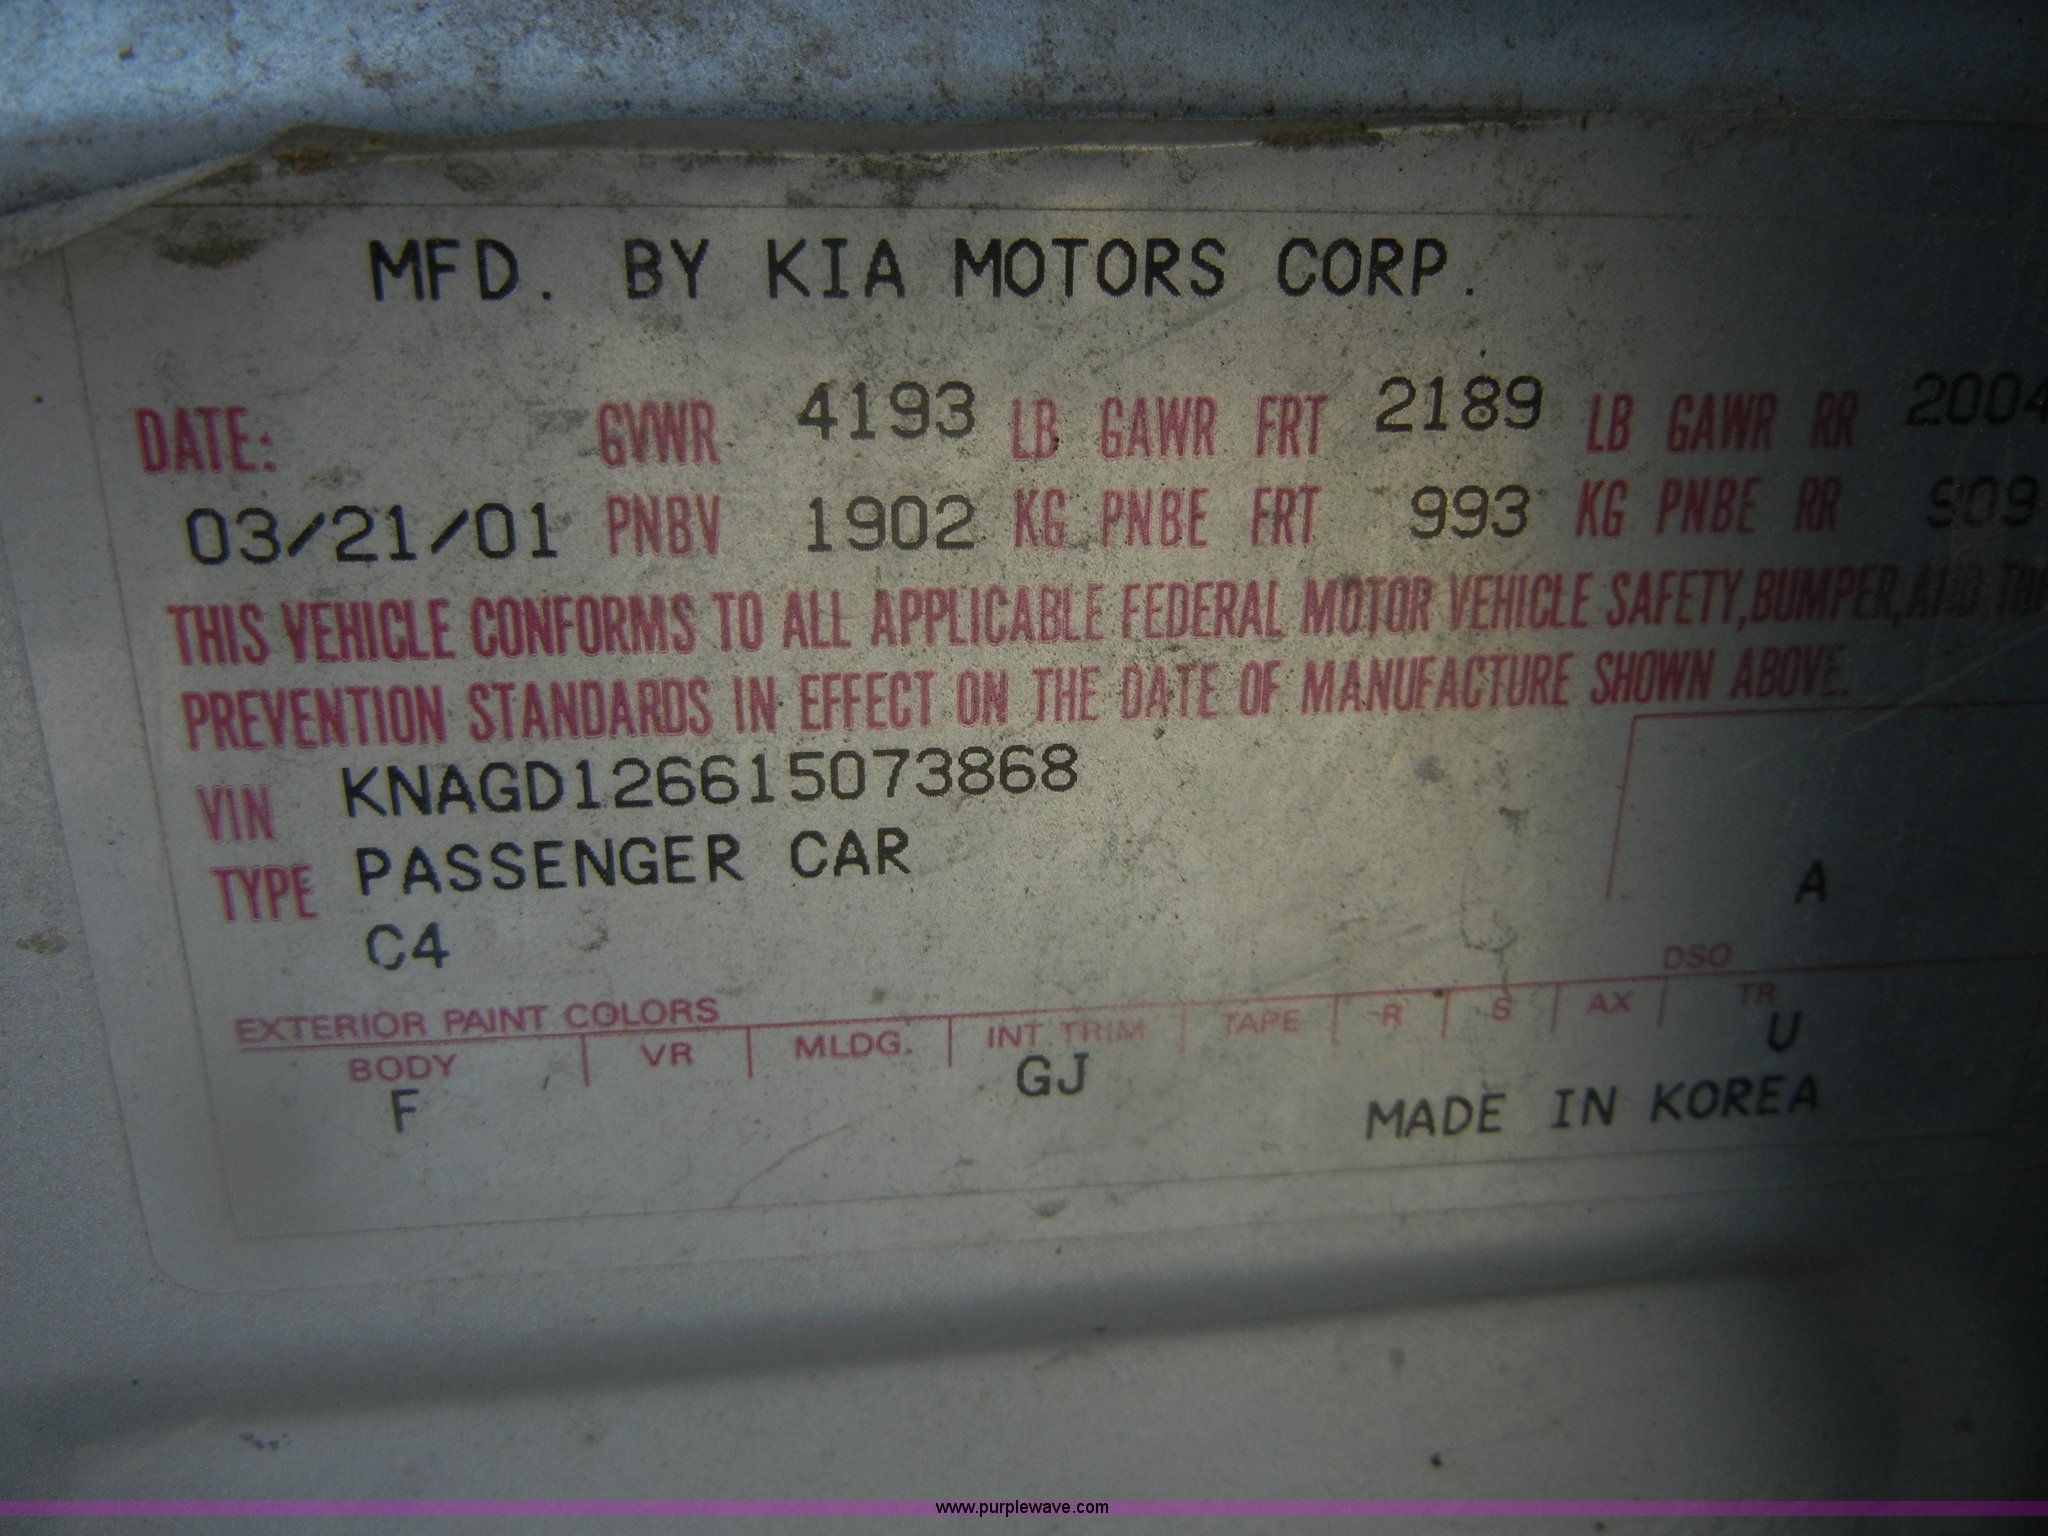 MFD. BY KIA MOTORS CORP.
DATE: GVWR 4193 LB GAWR FRT 2189 LB GAWR RR 2004
03/21/01 PNBV 1902 KG PNBE FRT 993 KG PNBE RR 909
THIS VEHICLE CONFORMS TO ALL APPLICABLE FEDERAL MOTOR VEHICLE SAFETY, BUMPER, AND
PREVENTION STANDARDS IN EFFECT ON THE DATE OF MANUFACTURE SHOWN ABOVE.
VIN KNAGD126615073868
TYPE PASSENGER CAR
A
C4
DSO
EXTERIOR PAINT COLORS
BODY VR MLDG. INT. TRIM TAPE R S AX TR
F GJ U
MADE IN KOREA
www.purplewave.com